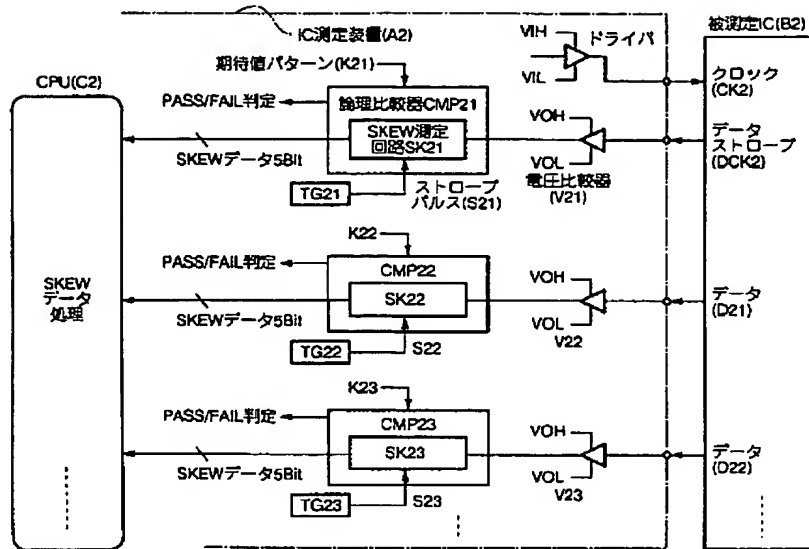 IC測定装置(A2)
被測定IC(B2)
CPU(C2)
期待値パターン(K21)
VIH
ドライバ
VIL
クロック
(CK2)
PASS/FAIL判定
論理比較器CMP21
SKEW測定
回路SK21
VOH
VOL
データ
ストローブ
(DCK2)
SKEWデータ5Bit
TG21
ストローブ
パルス(S21)
電圧比較器
(V21)
K22
PASS/FAIL判定
CMP22
SK22
VOH
VOL
V22
データ
(D21)
SKEW
データ
処理
SKEWデータ5Bit
TG22
S22
K23
PASS/FAIL判定
CMP23
SK23
VOH
VOL
V23
データ
(D22)
SKEWデータ5Bit
TG23
S23